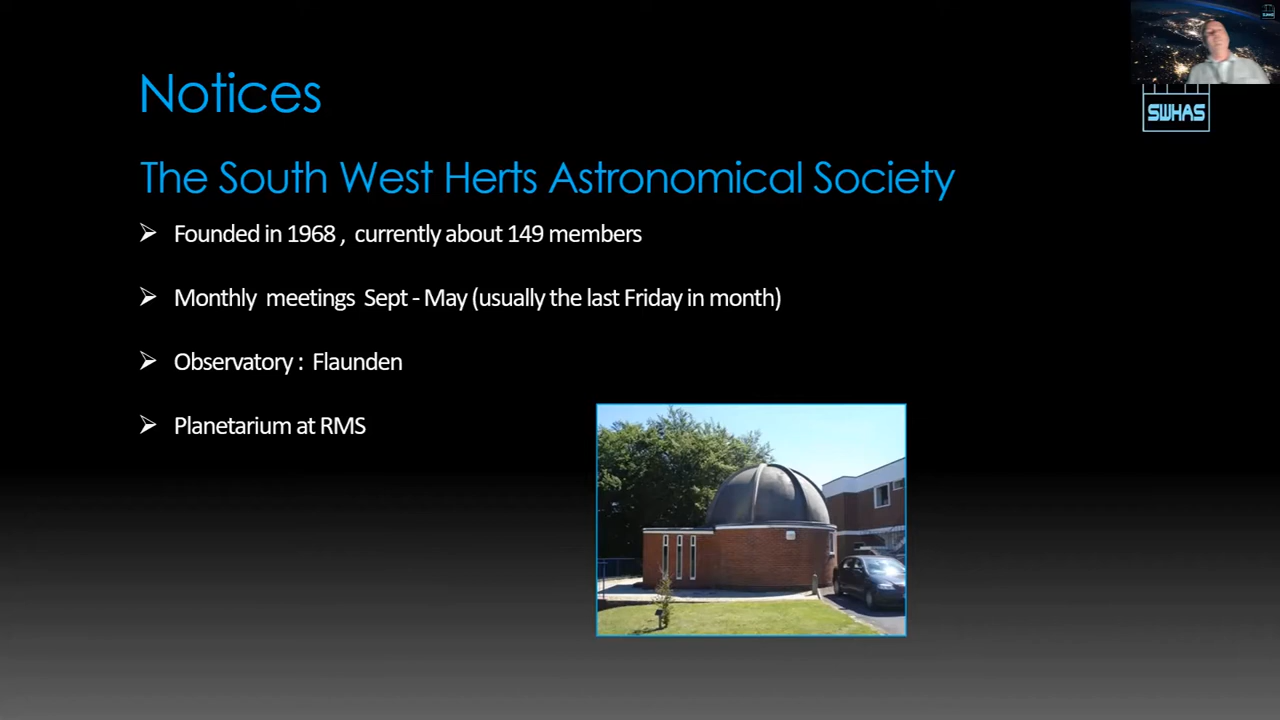 Notices
SWHAS
The South West Herts Astronomical Society
Founded in 1968 , currently about 149 members
Monthly meetings Sept - May (usually the last Friday in month)
Observatory : Flaunden
Planetarium at RMS